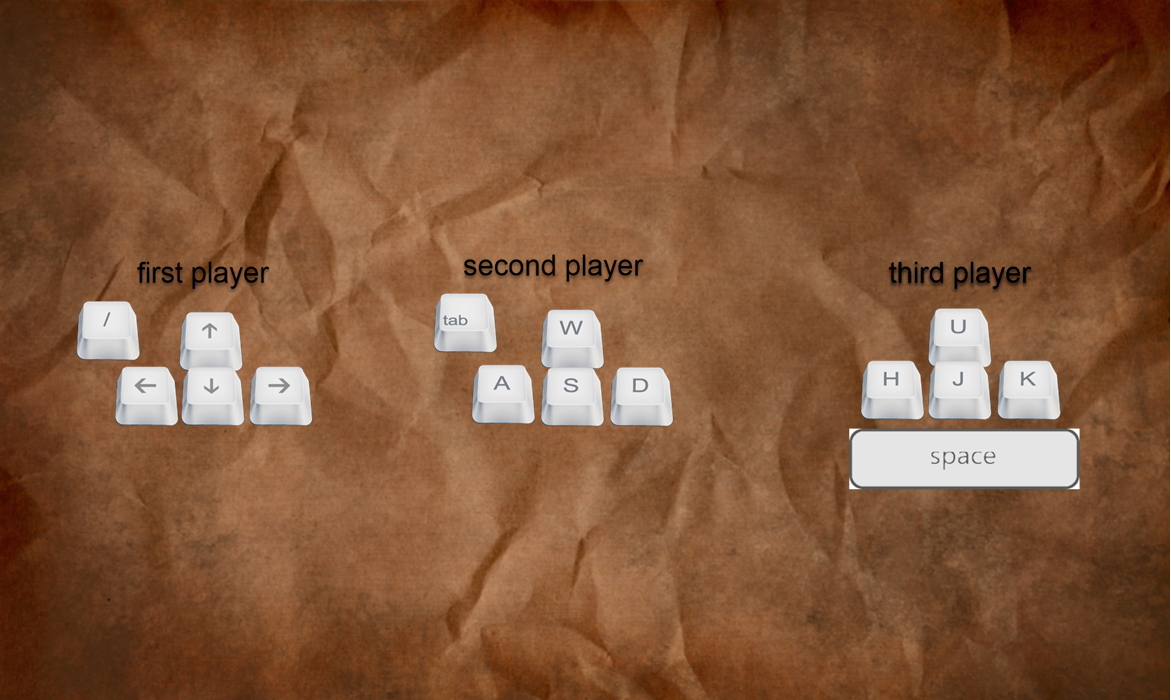 first player
/
↑
← ↓ →
second player
tab
W
A S D
third player
U
H J K
space